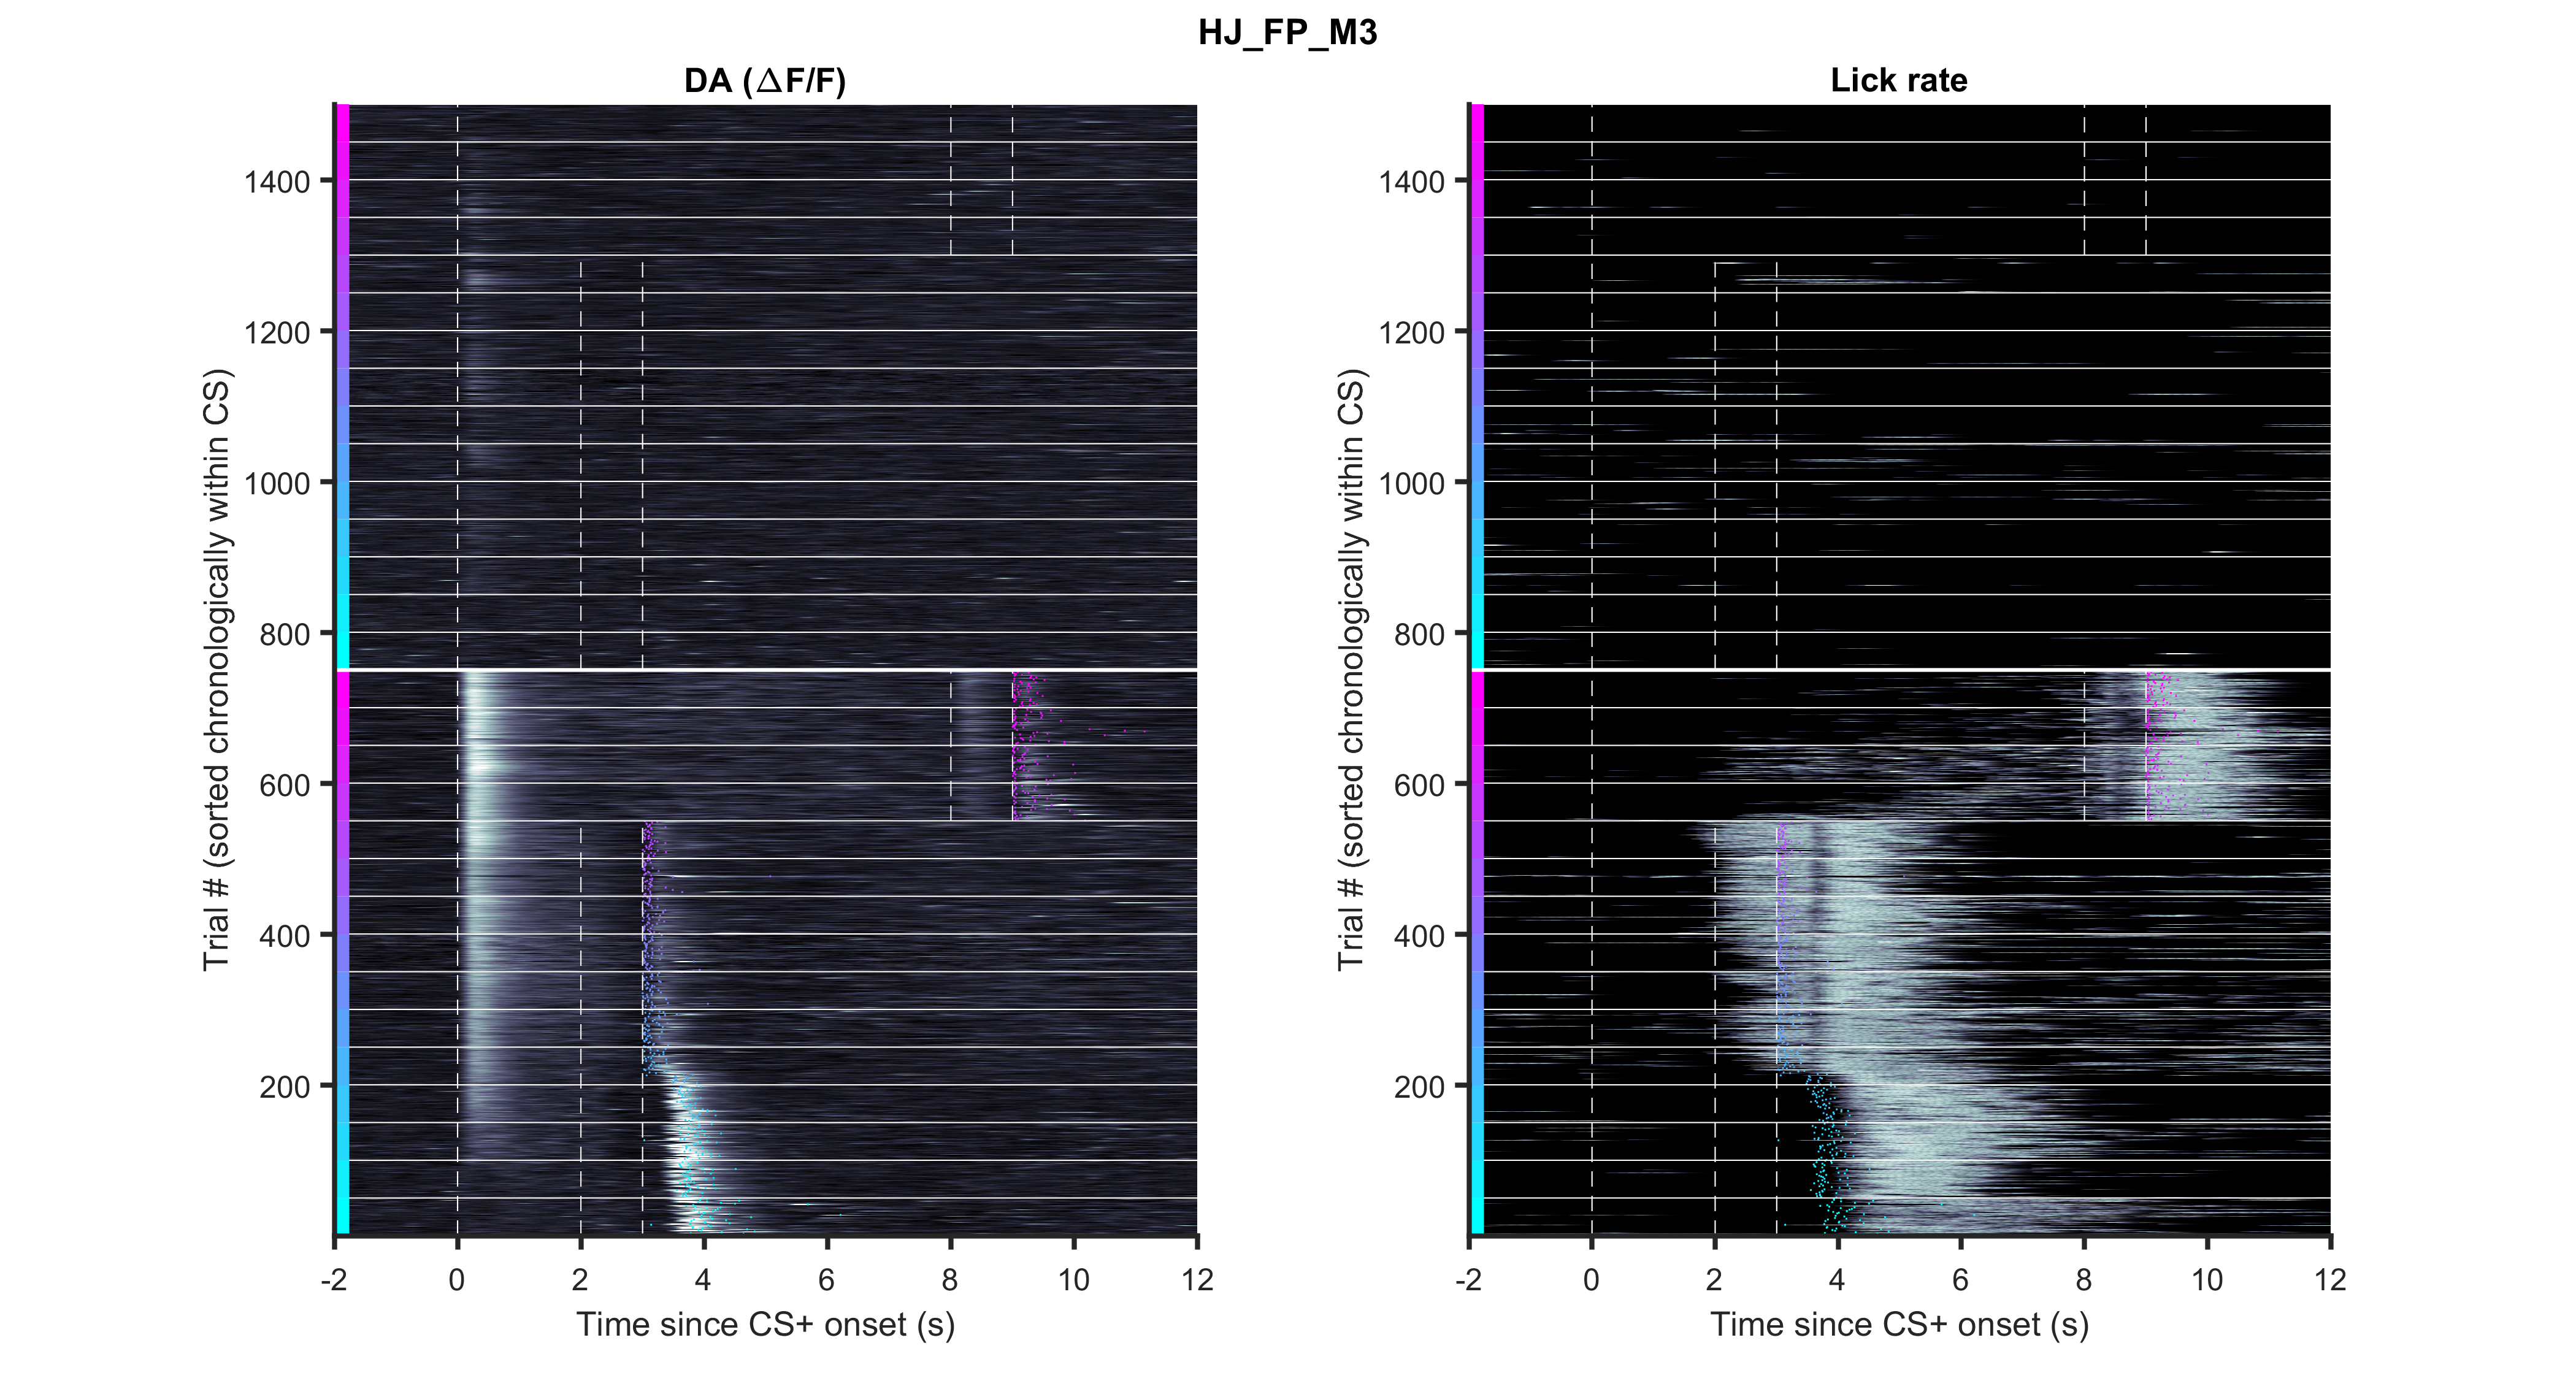 HJ_FP_M3
DA (ΔF/F)
Trial # (sorted chronologically within CS)
1400
1200
1000
800
600
400
200
-2 0 2 4 6 8 10 12
Time since CS+ onset (s)
Lick rate
Trial # (sorted chronologically within CS)
1400
1200
1000
800
600
400
200
-2 0 2 4 6 8 10 12
Time since CS+ onset (s)